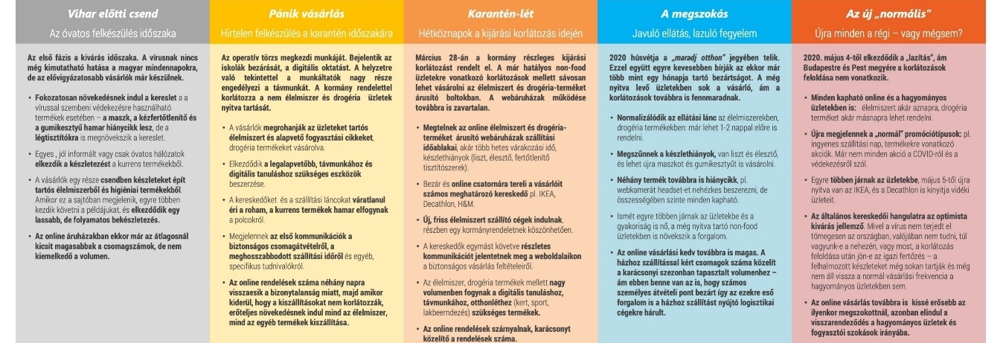 Vihar előtti csend
Az óvatos felkészülés időszaka
Az első fázis a kivárás időszaka. A vírusnak nincs
még kimutatható hatása a magyar mindennapokra,
de az elővigyázatosabb vásárlók már készülnek.
• Fokozatosan növekedésnek indul a kereslet a a
vírussal szembeni védekezésre használható
termékek esetében – a maszk, a kézfertőtlenítő és
a gumikesztyű hamar hiánycikk lesz, de a
légtisztítókra is megnövekszik a kereslet.
• Egyes , jól informált vagy csak óvatos hálózatok
elkezdik a készletezést a kurrens termékekből.
• A vásárlók egy része csendben készleteket épít
tartós élelmiszerből és higiéniai termékekből.
Amikor ez a sajtóban megjelenik, egyre többen
kezdik követni a példájukat, és elkezdődik egy
lassabb, de folyamatos bekészletezés.
• Az online áruházakban ekkor már az átlagosnál
kicsit magasabbak a csomagszámok, de nem
kiemelkedő a volumen.
Pánik vásárlás
Hirtelen felkészülés a karantén időszakára
Az operatív törzs megkezdi munkáját. Bejelentik az
iskolák bezárását, a digitális oktatást. A helyzetre
való tekintettel a munkáltatók nagy része
engedélyezi a távmunkát. A kormány rendelettel
korlátozza a nem élelmiszer és drogéria üzletek
nyitva tartását.
• A vásárlók megrohanják az üzleteket tartós
élelmiszert és alapvető fogyasztási cikkeket,
drogéria termékeket vásárolva.
• Elkezdődik a legalapvetőbb, távmunkához és
digitális tanuláshoz szükséges eszközök
beszerzése.
• A kereskedőket és a szállítási láncokat váratlanul
éri a roham, a kurrens termékek hamar elfogynak
a polcokról.
• Megjelennek az első kommunikációk a
biztonságos csomagátvételről, a
meghosszabbodott szállítási időről és egyéb,
specifikus tudnivalókról.
• Az online rendelések száma néhány napra
visszaesik a bizonytalanság miatt, majd amikor
kiderül, hogy a kiszállításokat nem korlátozzák,
erőteljes növekedésnek indul mind az élelmiszer,
mind az egyéb termékek kiszállítása.
Karantén-lét
Hétköznapok a kijárási korlátozás idején
Március 28-án a kormány részleges kijárási
korlátozást rendelt el. A már hatályos non-food
üzletekre vonatkozó korlátozások mellett sávosan
lehet vásárolni az élelmiszert és drogéria-terméket
árusító boltokban. A webáruházak működése
továbbra is zavartalan.
• Megtelnek az online élelmiszert és drogéria-
terméket árusító webáruházak szállítási
időablakai, akár több hetes várakozási idő,
készlethiányok (liszt, élesztő, fertőtlenítő
tisztítószerek).
• Bezár és online csatornára tereli a vásárlóit
számos meghatározó kereskedő pl. IKEA,
Decathlon, H&M.
• Új, friss élelmiszert szállító cégek indulnak,
részben egy kormányrendeletnek köszönhetően.
• A kereskedők egymást követve részletes
kommunikációt jelentetnek meg a weboldalaikon
a biztonságos vásárlás feltételeiről.
• Az élelmiszer, drogéria termékek mellett nagy
volumenben fogynak a digitális tanuláshoz,
távmunkához, otthonléthez (kert, sport,
lakbeerendezés) szükséges termékek.
• Az online rendelések szárnyalnak, karácsonyt
közelítő a rendelések száma.
A megszokás
Javuló ellátás, lazuló fegyelem
2020 húsvétja a „maradj otthon” jegyében telik.
Ezzel együtt egyre kevesebben bírják az ekkor már
több mint egy hónapja tartó bezártságot. A még
nyitva levő üzletekben sok a vásárló, ám a
korlátozások továbbra is fennmaradnak.
• Normalizálódik az ellátási lánc az élelmiszerekben,
drogéria termékekben: már lehet 1-2 nappal előre is
rendelni.
• Megszűnnek a készlethiányok, van liszt és élesztő,
és lehet újra maszkot és gumikesztyűt is vásárolni.
• Néhány termék továbbra is hiánycikk, pl.
webkamerát headset-et nehézkes beszerezni, de
összességében szinte minden kapható.
• Ismét egyre többen járnak az üzletekbe és a
gyakoriság is nő, a még nyitva tartó non-food
üzletekben is növekszik a forgalom.
• Az online vásárlási kedv továbbra is magas. A
házhoz szállítással kért csomagok száma közelít
a karácsonyi szezonban tapasztalt volumenhez –
ám ebben benne van az is, hogy számos
személyes átvételi pont bezárt így az ezekre eső
forgalom is a házhoz szállítást nyújtó logisztikai
cégekre hárult.
Az új „normális”
Újra minden a régi – vagy mégsem?
2020. május 4-től elkezdődik a „lazítás”, ám
Budapestre és Pest megyére a korlátozások
feloldása nem vonatkozik.
• Minden kapható online és a hagyományos
üzletekben is: élelmiszert akár aznapra, drogéria
terméket akár másnapra lehet rendelni.
• Újra megjelennek a „normál” promóciótípusok: pl.
ingyenes szállítási nap, termékekre vonatkozó
akciók. Már nem minden akció a COVID-ról és a
védekezésről szól.
• Egyre többen járnak az üzletekbe, május 5-től újra
nyitva van az IKEA, és a Decathlon is kinyitja vidéki
üzleteit.
• Az általános kereskedői hangulatra az optimista
kivárás jellemző. Mivel a vírus nem terjedt el
tömegesen az országban, valójában nem tudni, túl
vagyunk-e a nehezén, vagy most, a korlátozás
feloldása után jön-e az igazi fertőzés – a
felhalmozott készleteket még sokan tartják és még
nem áll vissza a normál vásárlási frekvencia a
hagyományos üzletekben sem.
• Az online vásárlás továbbra is kissé erősebb az
ilyenkor megszokottnál, azonban elindul a
visszarendeződés a hagyományos üzletek és
fogyasztói szokások irányába.